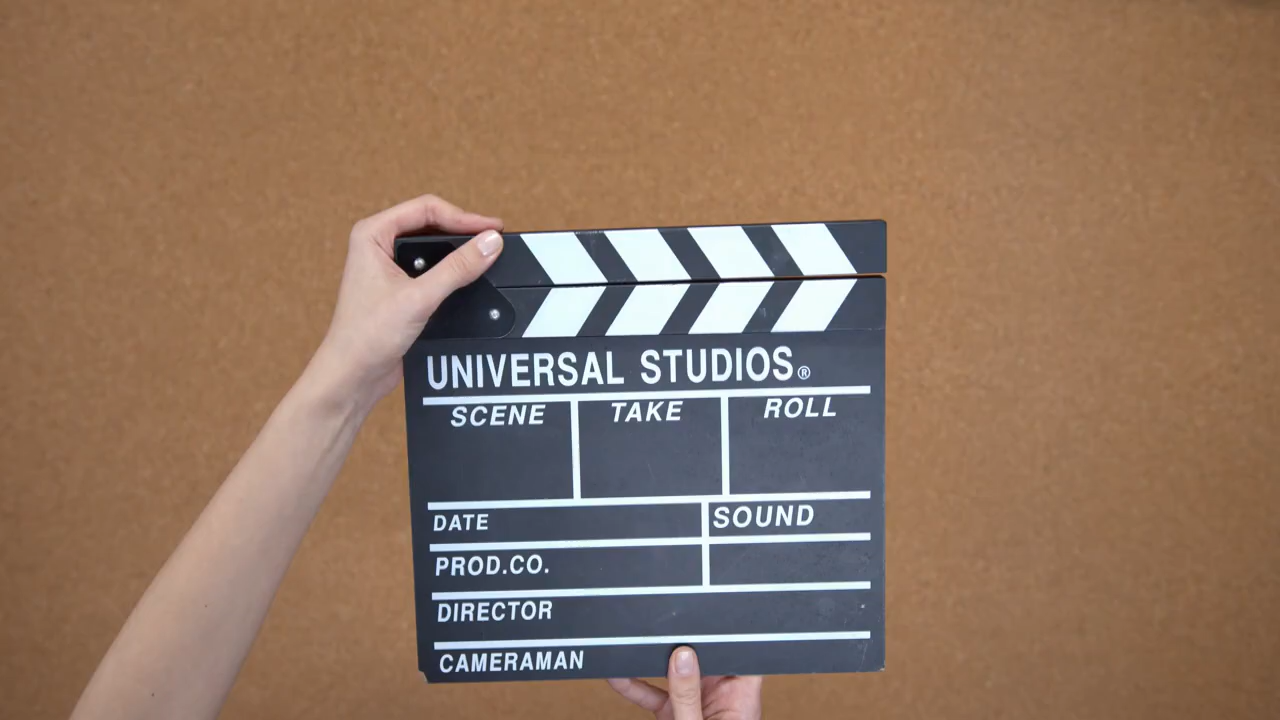 UNIVERSAL STUDIOS®
SCENE TAKE ROLL
DATE SOUND
PROD.CO.
DIRECTOR
CAMERAMAN